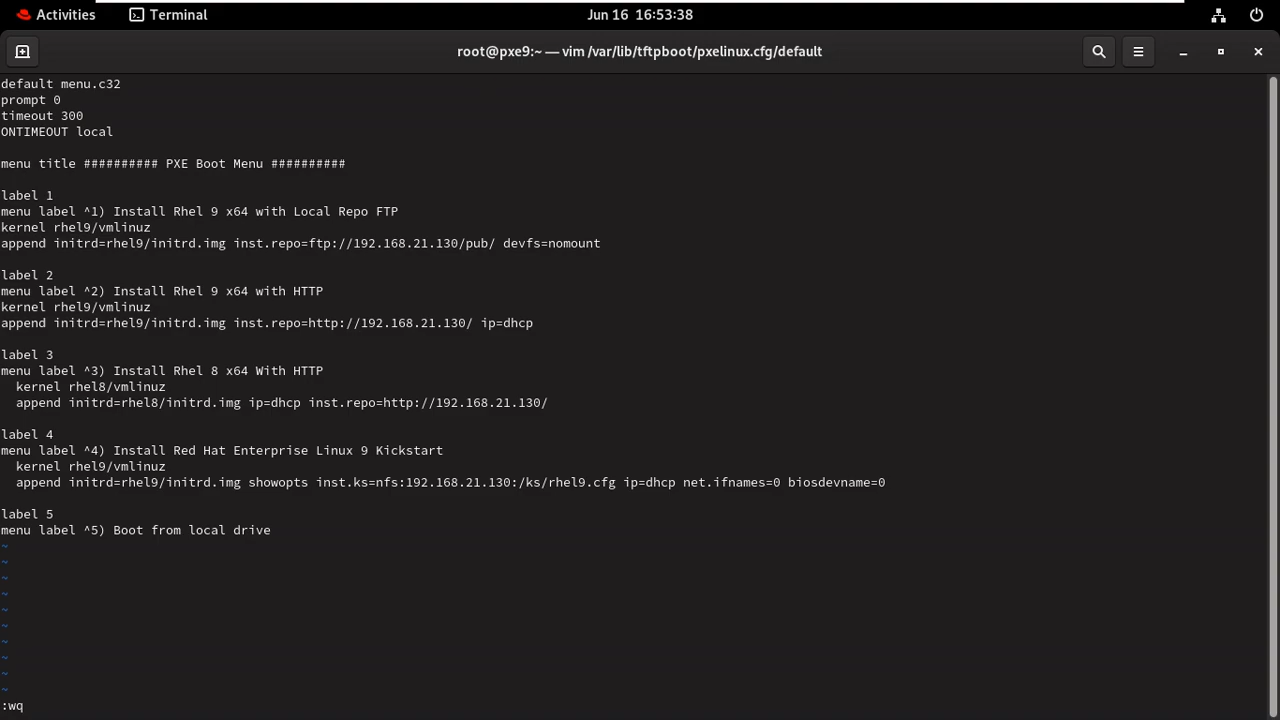 Activities Terminal Jun 16 16:53:38
root@pxe9:~ — vim /var/lib/tftpboot/pxelinux.cfg/default
default menu.c32
prompt 0
timeout 300
ONTIMEOUT local
menu title ########## PXE Boot Menu ##########
label 1
menu label ^1) Install Rhel 9 x64 with Local Repo FTP
kernel rhel9/vmlinuz
append initrd=rhel9/initrd.img inst.repo=ftp://192.168.21.130/pub/ devfs=nomount
label 2
menu label ^2) Install Rhel 9 x64 with HTTP
kernel rhel9/vmlinuz
append initrd=rhel9/initrd.img inst.repo=http://192.168.21.130/ ip=dhcp
label 3
menu label ^3) Install Rhel 8 x64 With HTTP
  kernel rhel8/vmlinuz
  append initrd=rhel8/initrd.img ip=dhcp inst.repo=http://192.168.21.130/
label 4
menu label ^4) Install Red Hat Enterprise Linux 9 Kickstart
  kernel rhel9/vmlinuz
  append initrd=rhel9/initrd.img showopts inst.ks=nfs:192.168.21.130:/ks/rhel9.cfg ip=dhcp net.ifnames=0 biosdevname=0
label 5
menu label ^5) Boot from local drive
~
~
~
~
~
~
~
~
~
~
:wq